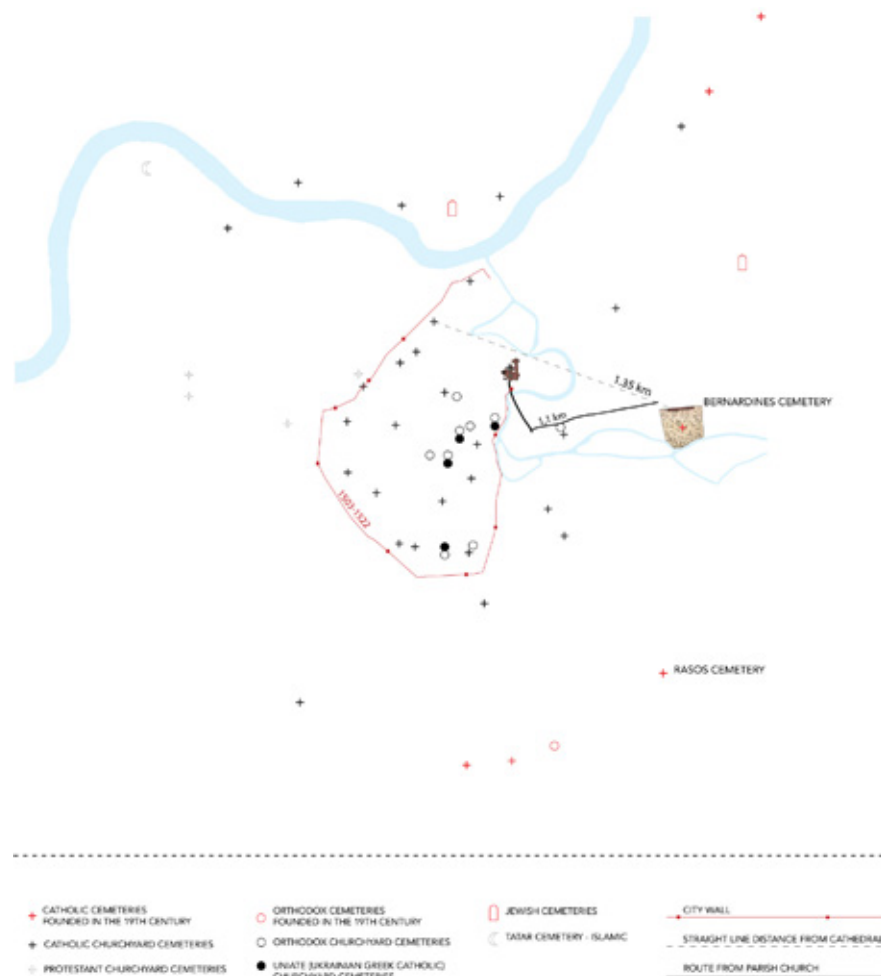 1.35 km
BERNARDINES CEMETERY
1,1 km
1503-1522
RASOS CEMETERY
CATHOLIC CEMETERIES
FOUNDED IN THE 19TH CENTURY
CATHOLIC CHURCHYARD CEMETERIES
PROTESTANT CHURCHYARD CEMETERIES
ORTHODOX CEMETERIES
FOUNDED IN THE 19TH CENTURY
ORTHODOX CHURCHYARD CEMETERIES
UNIATE (UKRAINIAN GREEK CATHOLIC)
CHURCHYARD CEMETERIES
JEWISH CEMETERIES
TATAR CEMETERY - ISLAMIC
CITY WALL
STRAIGHT LINE DISTANCE FROM CATHEDRAL
ROUTE FROM PARISH CHURCH